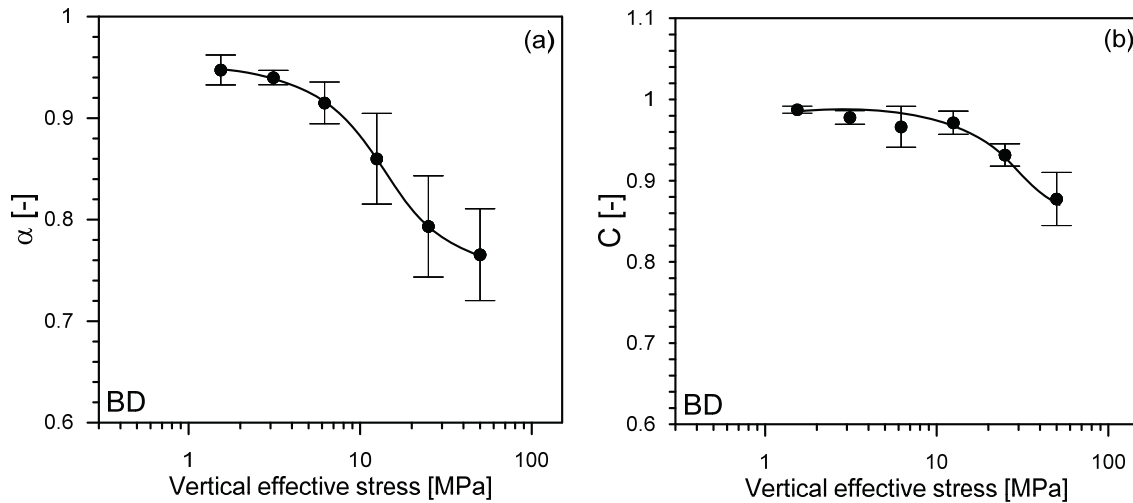 (a)
1
0.9
0.8
0.7
0.6
α [-]
BD
1 10 100
Vertical effective stress [MPa]
(b)
1.1
1
0.9
0.8
0.7
0.6
C [-]
BD
1 10 100
Vertical effective stress [MPa]